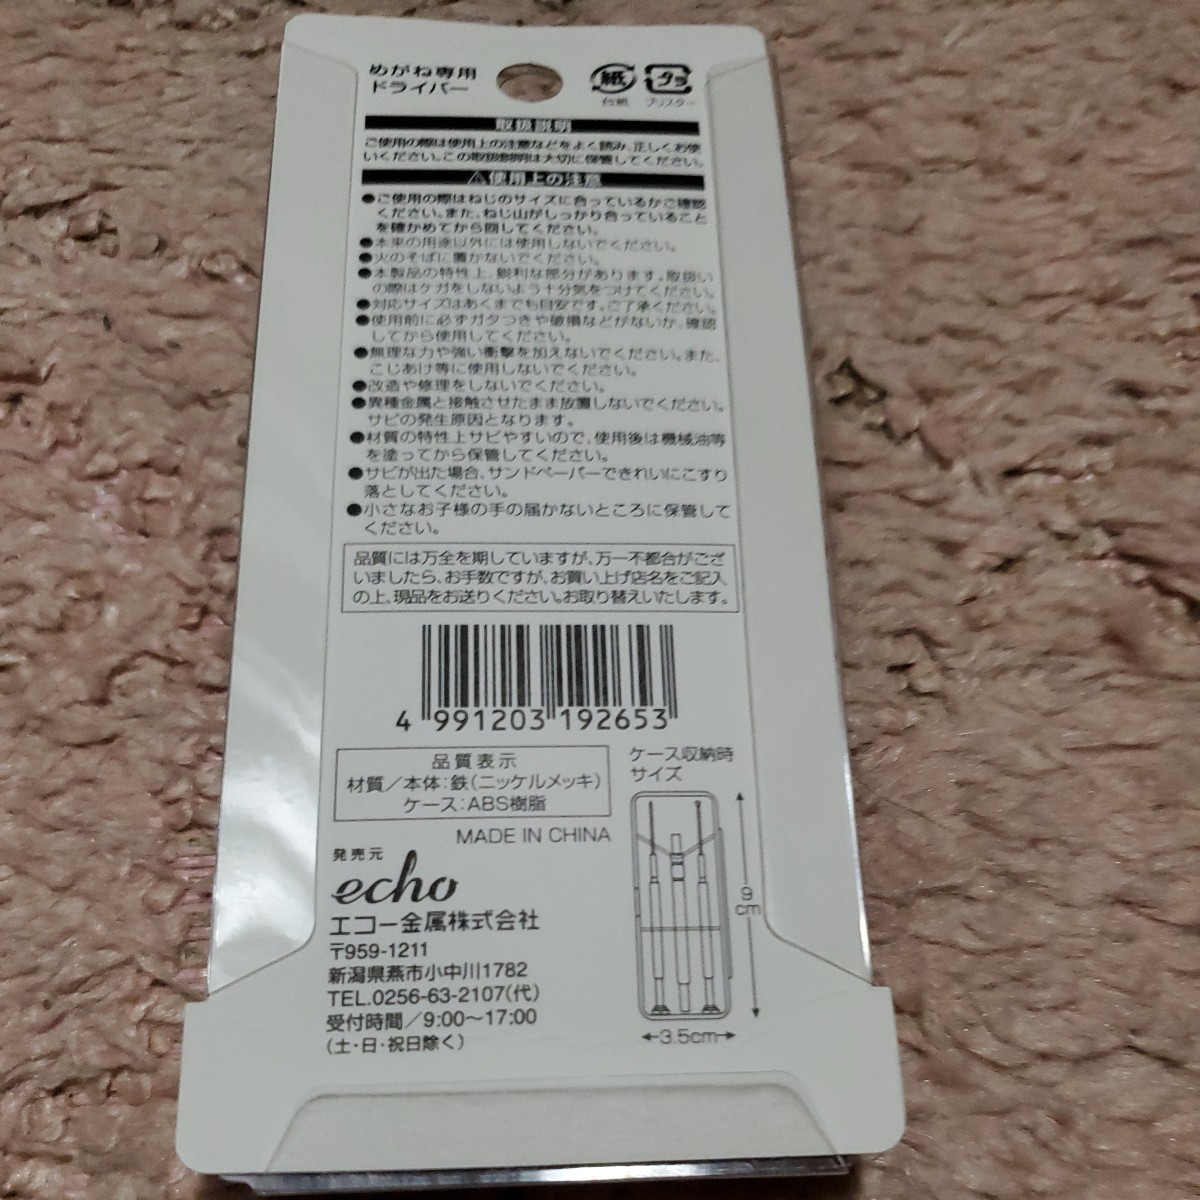 めがね専用
ドライバー
紙
台紙
プラ
ブリスター
取扱説明
ご使用の際は使用上の注意などをよく読み、正しくお使
いください。この取扱説明は大切に保管してください。
⚠使用上の注意
●ご使用の際はねじのサイズに合っているかご確認
ください。また、ねじ山がしっかり合っていること
を確かめてから回してください。
●本来の用途以外には使用しないでください。
●火のそばに置かないでください。
●本製品の特性上、鋭利な部分があります。取扱い
の際はケガをしないよう十分気をつけてください。
●対応サイズはあくまでも目安です。ご了承ください。
●使用前に必ずガタつきや破損などがないか、確認
してから使用してください。
●無理な力や強い衝撃を加えないでください。また、
こじあけ等に使用しないでください。
●改造や修理をしないでください。
●異種金属と接触させたまま放置しないでください。
サビの発生原因となります。
●材質の特性上サビやすいので、使用後は機械油等
を塗ってから保管してください。
●サビが出た場合、サンドペーパーできれいにこすり
落としてください。
●小さなお子様の手の届かないところに保管して
ください。
品質には万全を期していますが、万一不都合がござ
いましたら、お手数ですが、お買い上げ店名をご記入
の上、現品をお送りください。お取り替えいたします。
4 991203 192653
品質表示
材質/本体:鉄(ニッケルメッキ)
ケース:ABS樹脂
MADE IN CHINA
ケース収納時
サイズ
9
cm
3.5cm
発売元
echo
エコー金属株式会社
〒959-1211
新潟県燕市小中川1782
TEL.0256-63-2107(代)
受付時間/9:00〜17:00
(土・日・祝日除く)